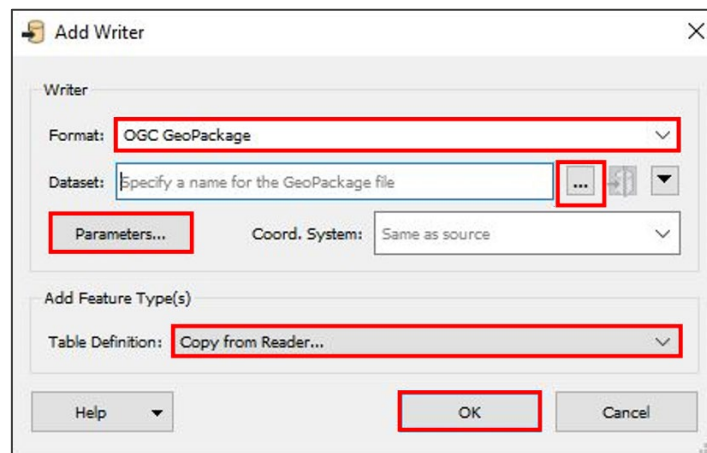 Add Writer
Writer
Format: OGC GeoPackage
Dataset: Specify a name for the GeoPackage file ...
Parameters... Coord. System: Same as source
Add Feature Type(s)
Table Definition: Copy from Reader...
Help OK Cancel